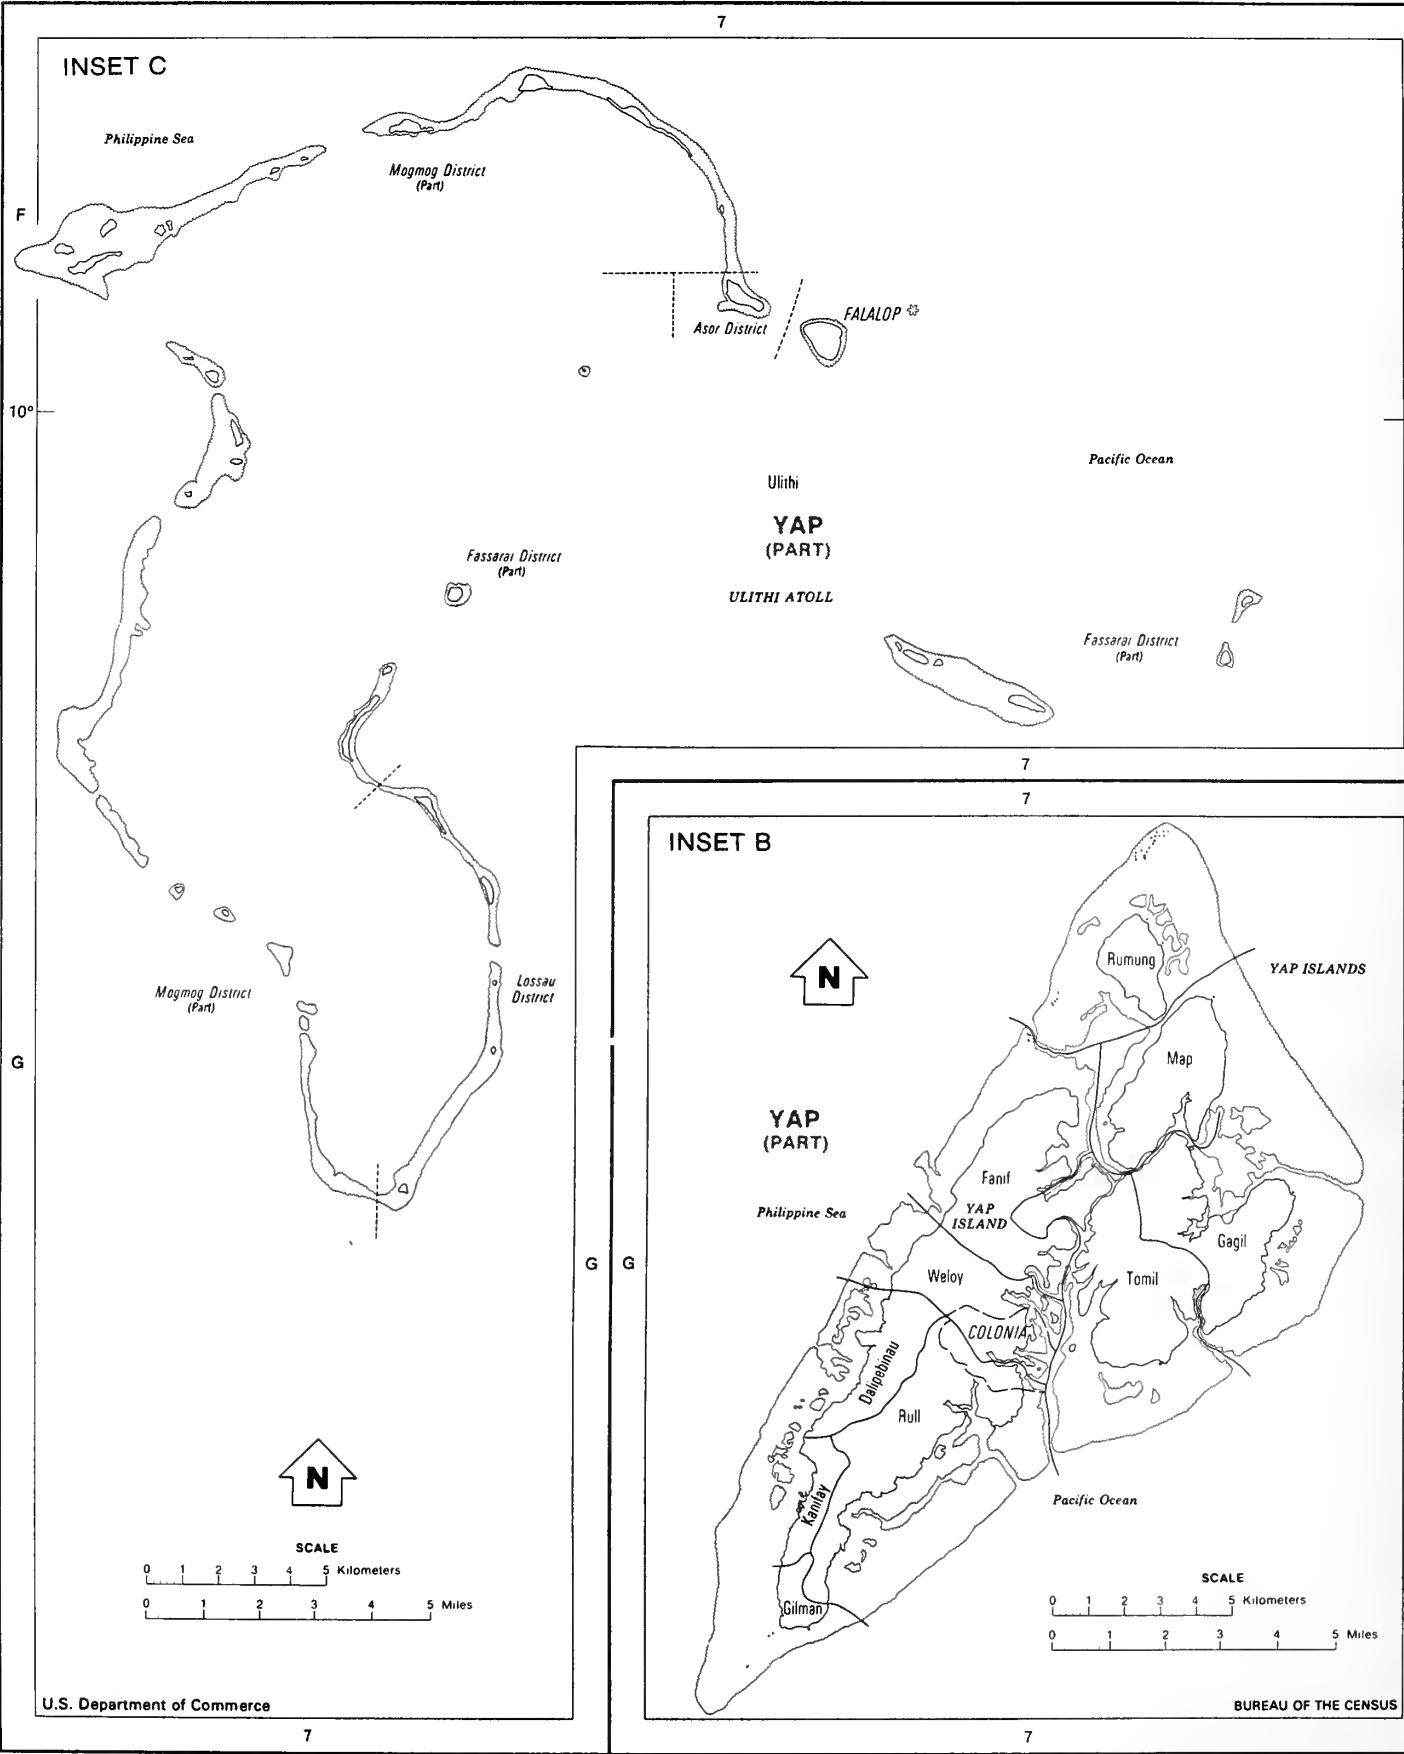 7
INSET C
Philippine Sea
Mogmog District
(Part)
F
Asor District
FALALOP
10°
Pacific Ocean
Ulithi
YAP
(PART)
Fassarai District
(Part)
ULITHI ATOLL
Fassarai District
(Part)
7
7
INSET B
Rumung
YAP ISLANDS
N
Lossau
District
Mogmog District
(Part)
Map
G
YAP
(PART)
Fanif
YAP
ISLAND
Philippine Sea
Gagil
G
G
Weloy
Tomil
COLONIA
Dalipebinau
Rull
N
Kanifay
Pacific Ocean
SCALE
0 1 2 3 4 5 Kilometers
0 1 2 3 4 5 Miles
SCALE
0 1 2 3 4 5 Kilometers
0 1 2 3 4 5 Miles
Gilman
U.S. Department of Commerce
BUREAU OF THE CENSUS
7
7